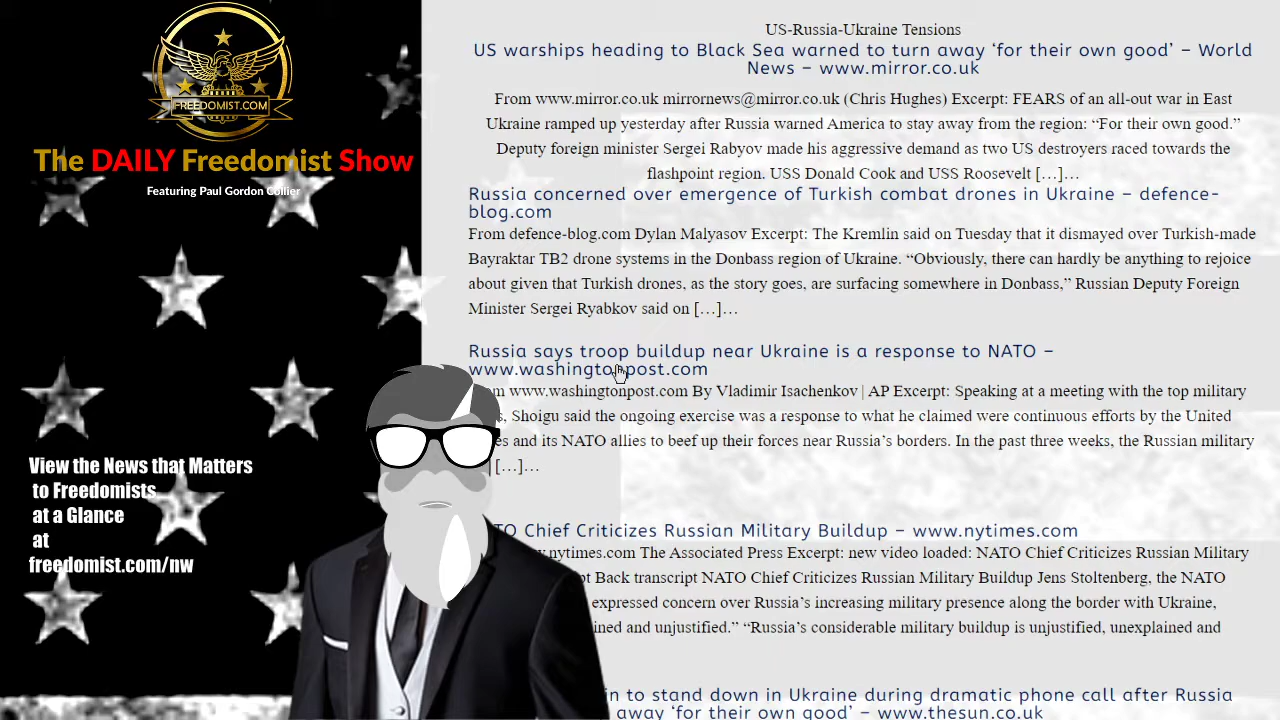 FREEDOMIST.COM
The DAILY Freedomist Show
Featuring Paul Gordon Collier
View the News that Matters
to Freedomists
at a Glance
at
freedomist.com/nw
US-Russia-Ukraine Tensions
US warships heading to Black Sea warned to turn away ‘for their own good’ – World
News – www.mirror.co.uk
From www.mirror.co.uk mirrornews@mirror.co.uk (Chris Hughes) Excerpt: FEARS of an all-out war in East
Ukraine ramped up yesterday after Russia warned America to stay away from the region: “For their own good.”
Deputy foreign minister Sergei Rabyov made his aggressive demand as two US destroyers raced towards the
flashpoint region. USS Donald Cook and USS Roosevelt […]…
Russia concerned over emergence of Turkish combat drones in Ukraine – defence-
blog.com
From defence-blog.com Dylan Malyasov Excerpt: The Kremlin said on Tuesday that it dismayed over Turkish-made
Bayraktar TB2 drone systems in the Donbass region of Ukraine. “Obviously, there can hardly be anything to rejoice
about given that Turkish drones, as the story goes, are surfacing somewhere in Donbass,” Russian Deputy Foreign
Minister Sergei Ryabkov said on […]…
Russia says troop buildup near Ukraine is a response to NATO –
www.washingtonpost.com
www.washingtonpost.com By Vladimir Isachenkov | AP Excerpt: Speaking at a meeting with the top military
Shoigu said the ongoing exercise was a response to what he claimed were continuous efforts by the United
and its NATO allies to beef up their forces near Russia’s borders. In the past three weeks, the Russian military
[…]…
Chief Criticizes Russian Military Buildup – www.nytimes.com
nytimes.com The Associated Press Excerpt: new video loaded: NATO Chief Criticizes Russian Military
Back transcript NATO Chief Criticizes Russian Military Buildup Jens Stoltenberg, the NATO
expressed concern over Russia’s increasing military presence along the border with Ukraine,
and unjustified.” “Russia’s considerable military buildup is unjustified, unexplained and
to stand down in Ukraine during dramatic phone call after Russia
away ‘for their own good’ – www.thesun.co.uk